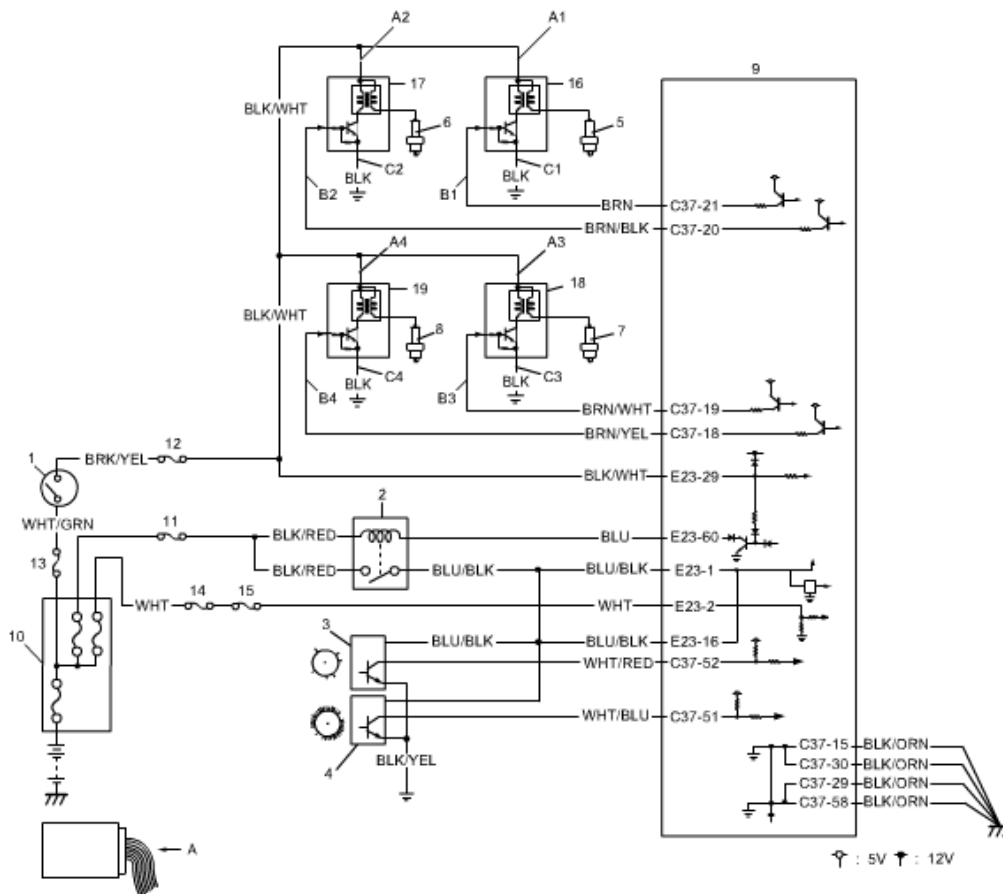 A2 A1
17 16 9
BLK/WHT
6 5
C2 C1
BLK BLK
B2 B1
BRN C37-21
BRN/BLK C37-20
A4 A3
19 18
BLK/WHT
8 7
C4 C3
BLK BLK
B4 B3
BRN/WHT C37-19
BRN/YEL C37-18
1 BRK/YEL 12
BLK/WHT E23-29
WHT/GRN 11 2
BLK/RED BLU E23-60
13
BLK/RED BLU/BLK BLU/BLK E23-1
WHT 14 15 WHT E23-2
10 3 BLU/BLK BLU/BLK E23-16
WHT/RED C37-52
WHT/BLU C37-51
4 BLK/YEL
C37-15 BLK/ORN
C37-30 BLK/ORN
C37-29 BLK/ORN
C37-58 BLK/ORN
A
: 5V : 12V